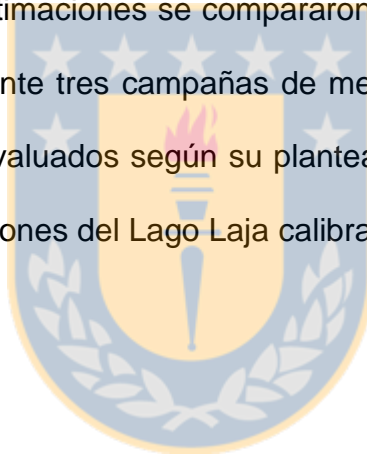 timaciones se compararon
nte tres campañas de me
valuados según su plantea
ones del Lago Laja calibra